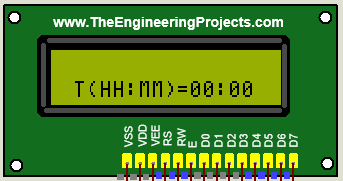 www.TheEngineeringProjects.com
T(HH:MM)=00:00
VSS VDD VEE RS RW E D0 D1 D2 D3 D4 D5 D6 D7